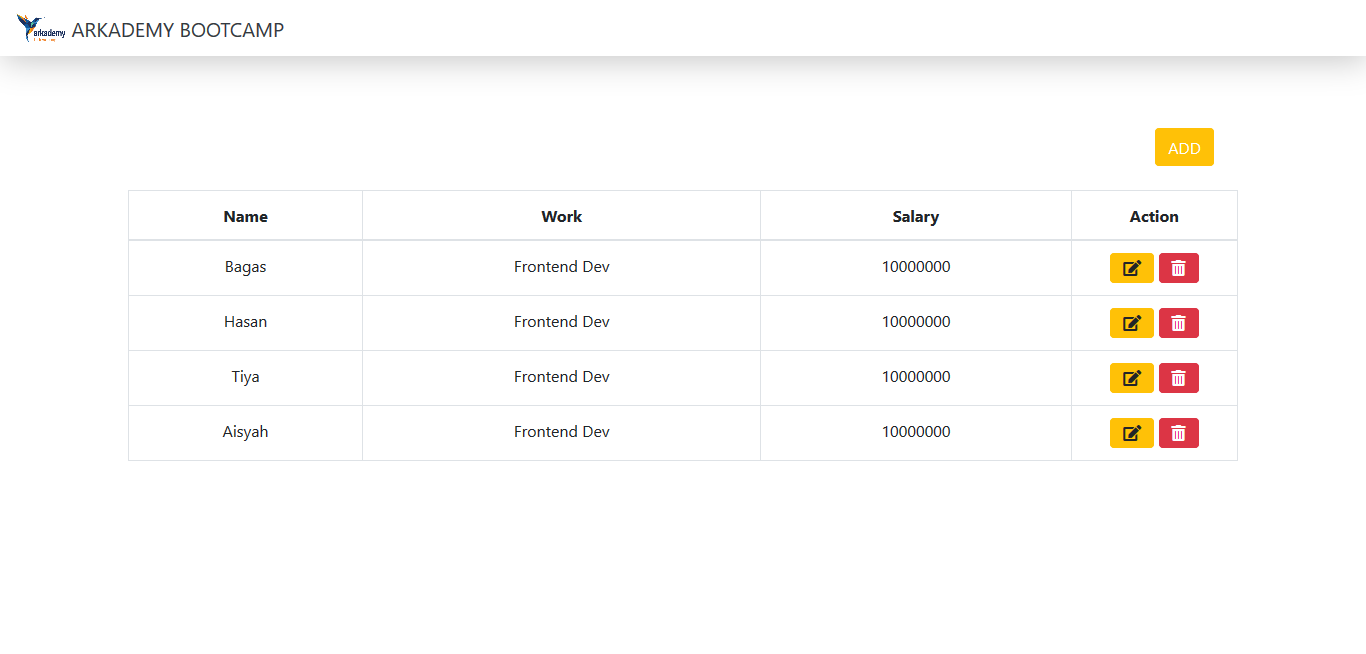 arkademy ARKADEMY BOOTCAMP
ADD
Name Work Salary Action
Bagas Frontend Dev 10000000
Hasan Frontend Dev 10000000
Tiya Frontend Dev 10000000
Aisyah Frontend Dev 10000000